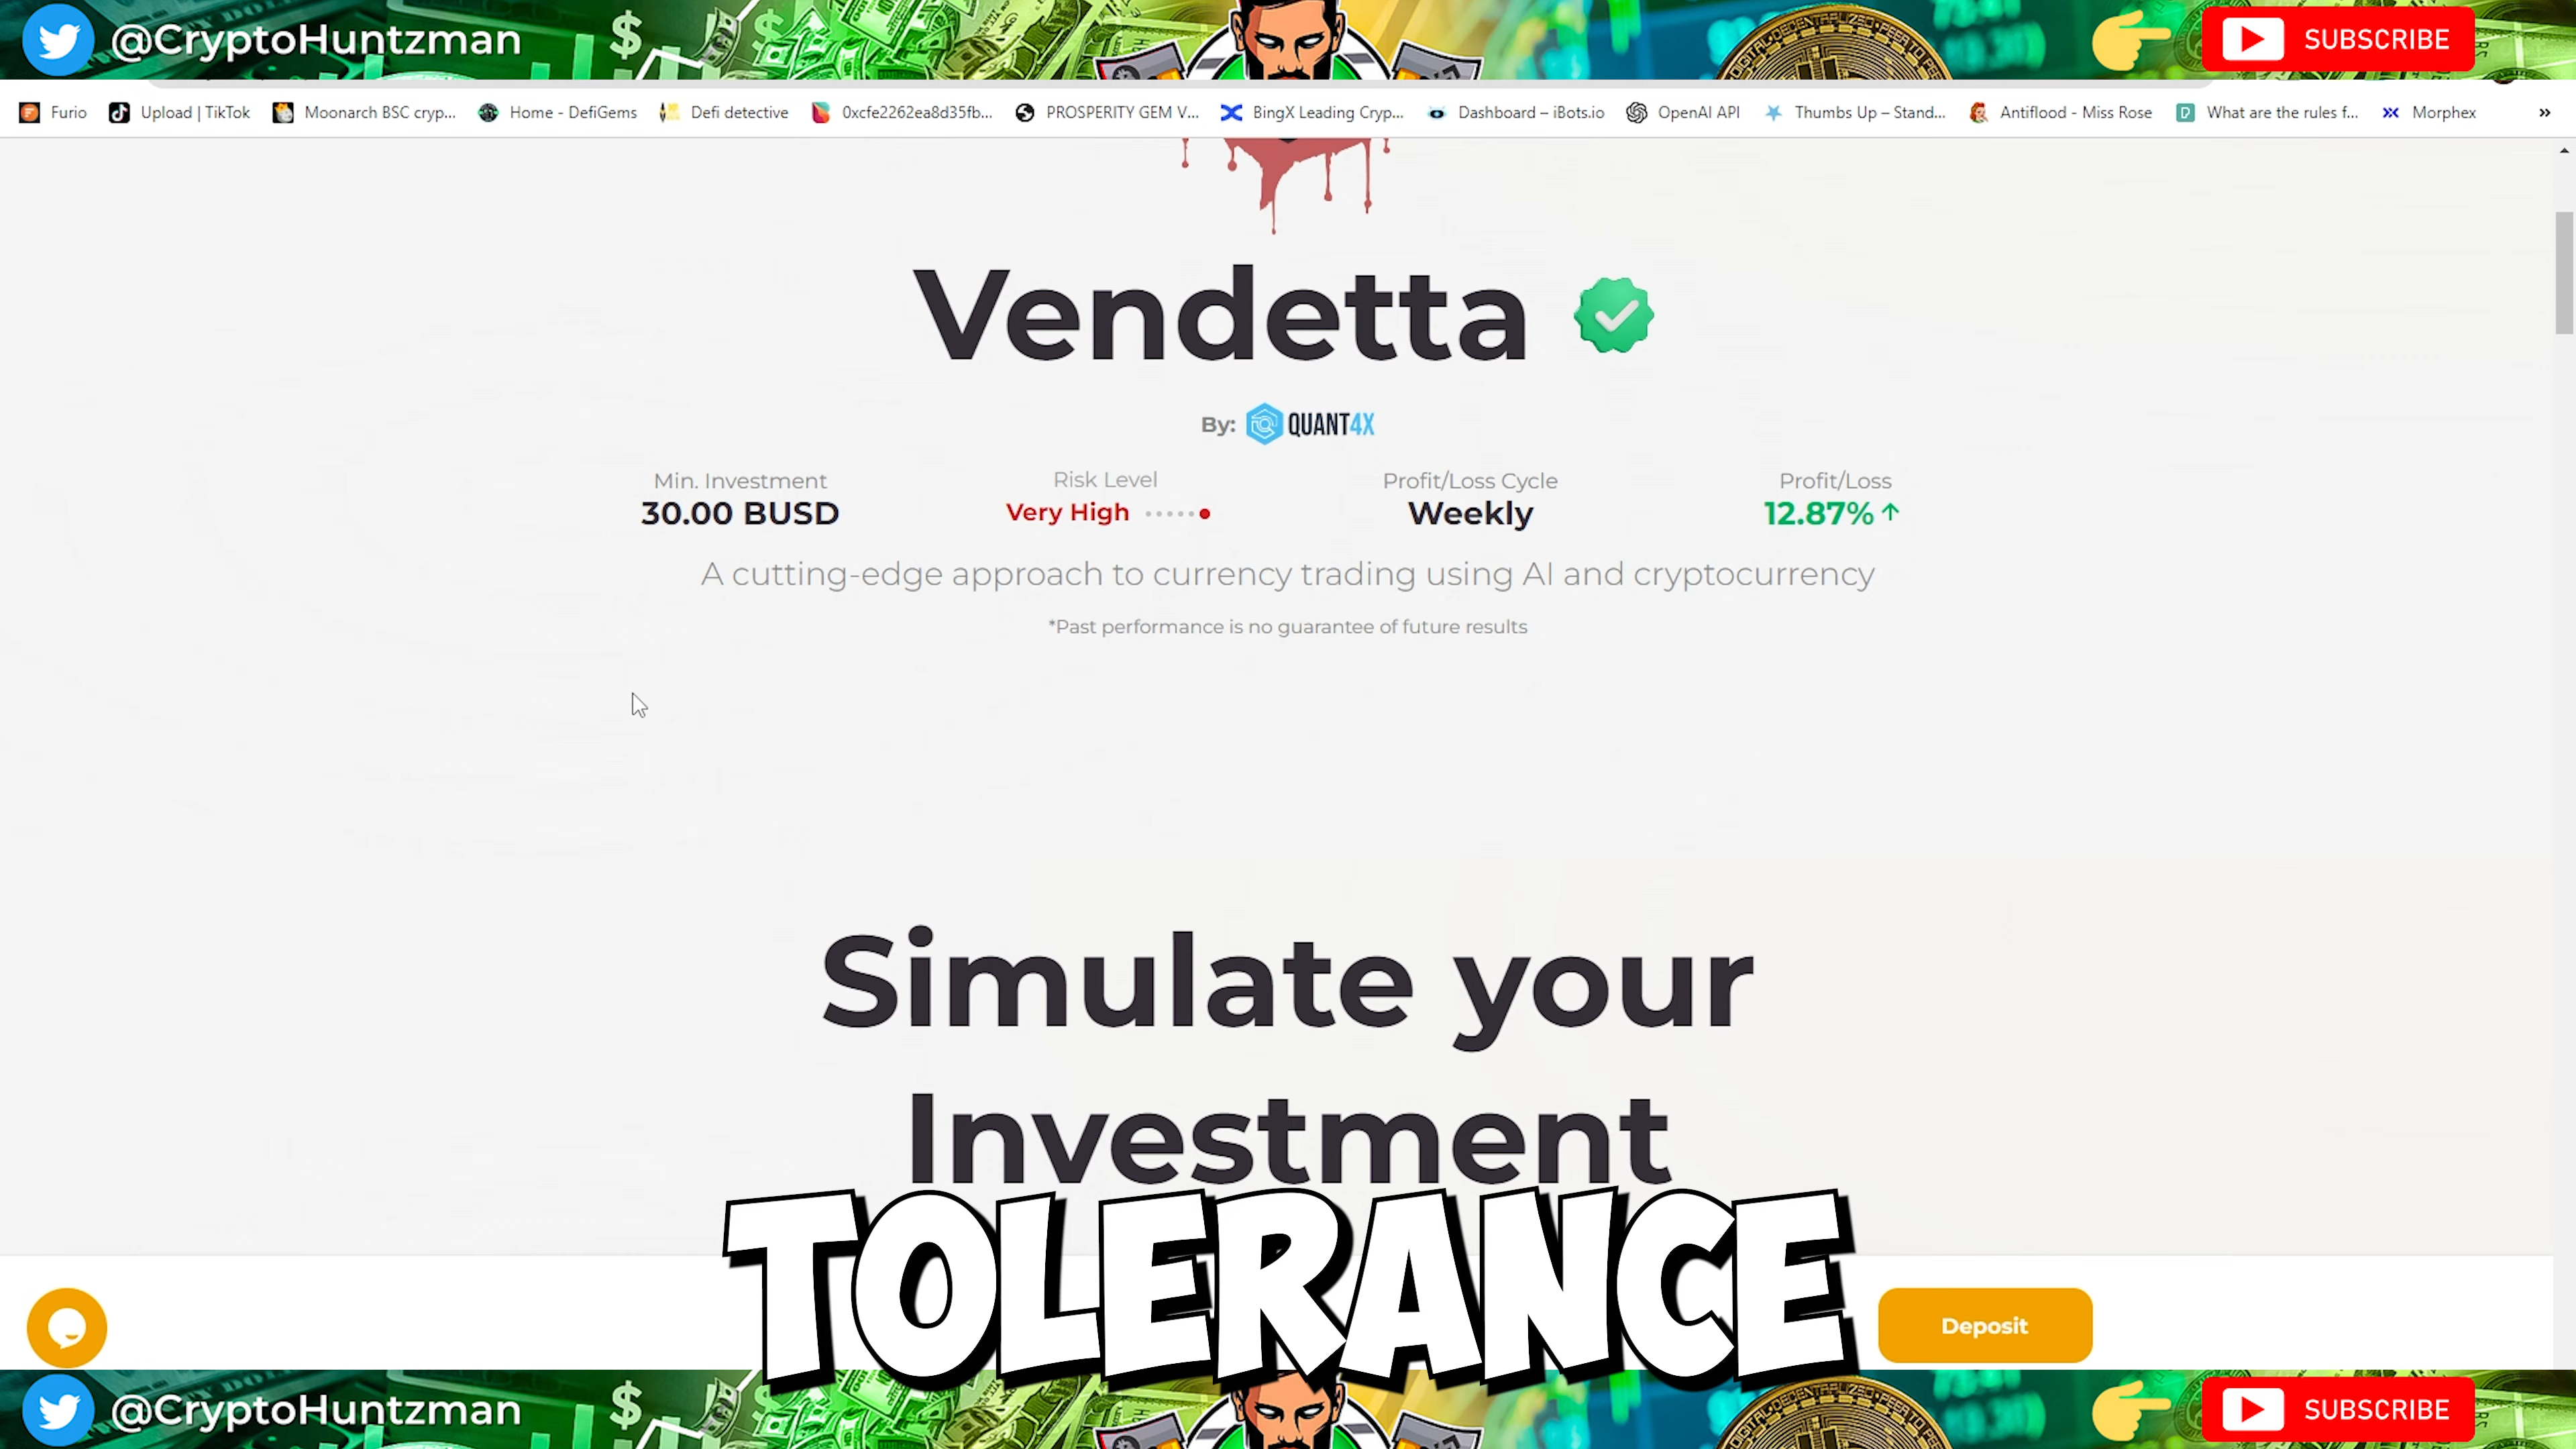 @CryptoHuntzman
SUBSCRIBE
Furio
Upload | TikTok
Moonarch BSC cryp...
Home - DefiGems
Defi detective
0xcfe2262ea8d35fb...
PROSPERITY GEM V...
BingX Leading Cryp...
Dashboard – iBots.io
OpenAI API
Thumbs Up – Stand...
Antiflood - Miss Rose
What are the rules f...
Morphex
»
Vendetta
By: QUANT4X
Min. Investment
30.00 BUSD
Risk Level
Very High
Profit/Loss Cycle
Weekly
Profit/Loss
12.87% ↑
A cutting-edge approach to currency trading using AI and cryptocurrency
*Past performance is no guarantee of future results
Simulate your
Investment
TOLERANCE
Deposit
@CryptoHuntzman
SUBSCRIBE